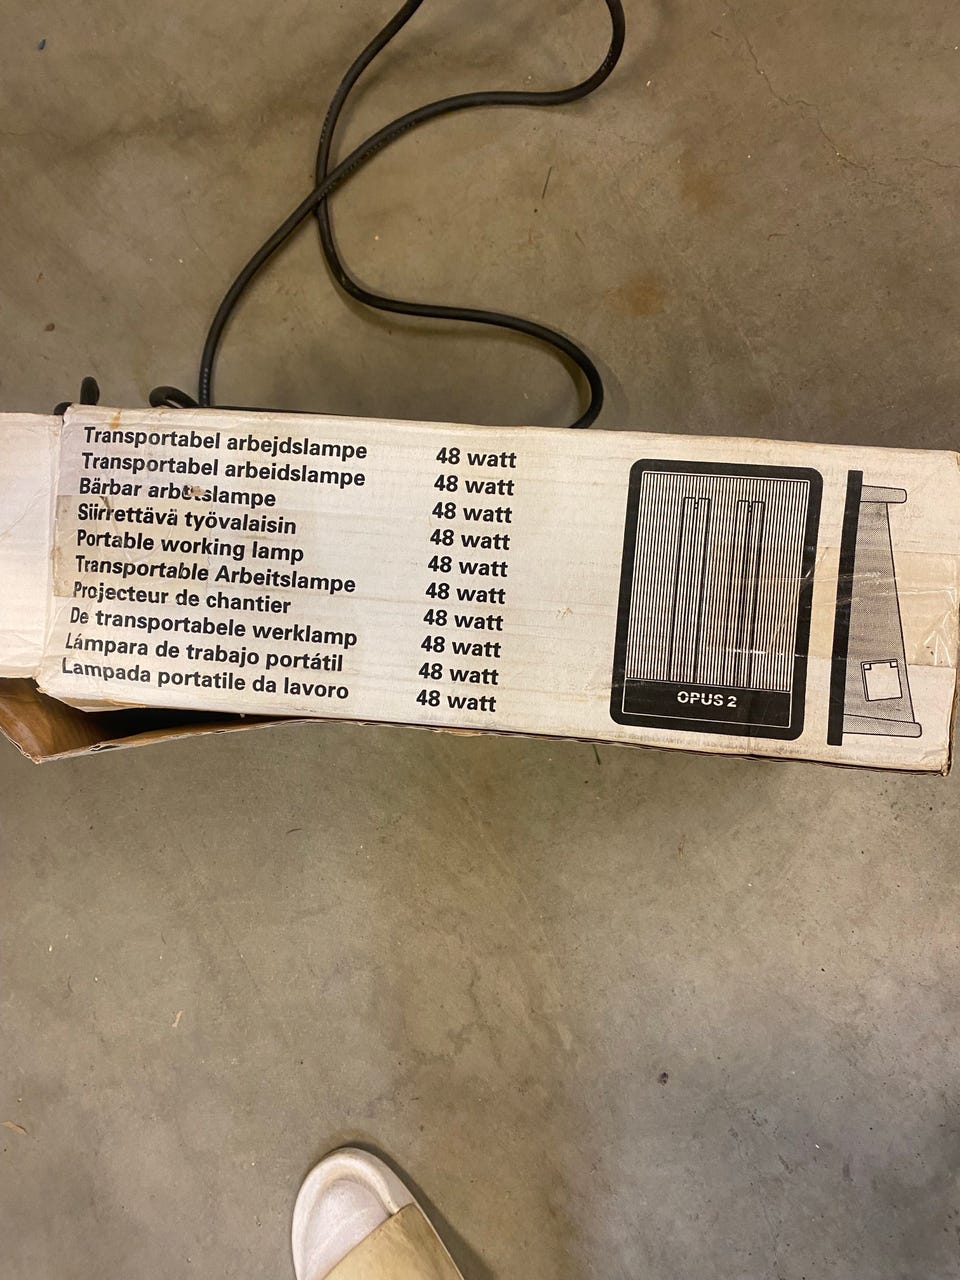 Transportabel arbejdslampe 48 watt
Transportabel arbeidslampe 48 watt
Bärbar 48 watt
Siirrettävä työvalaisin 48 watt
Portable working lamp 48 watt
Transportable Arbeitslampe 48 watt
Projecteur de chantier 48 watt
De transportabele werklamp 48 watt
Lámpara de trabajo portátil 48 watt
Lampada portatile da lavoro 48 watt
OPUS 2